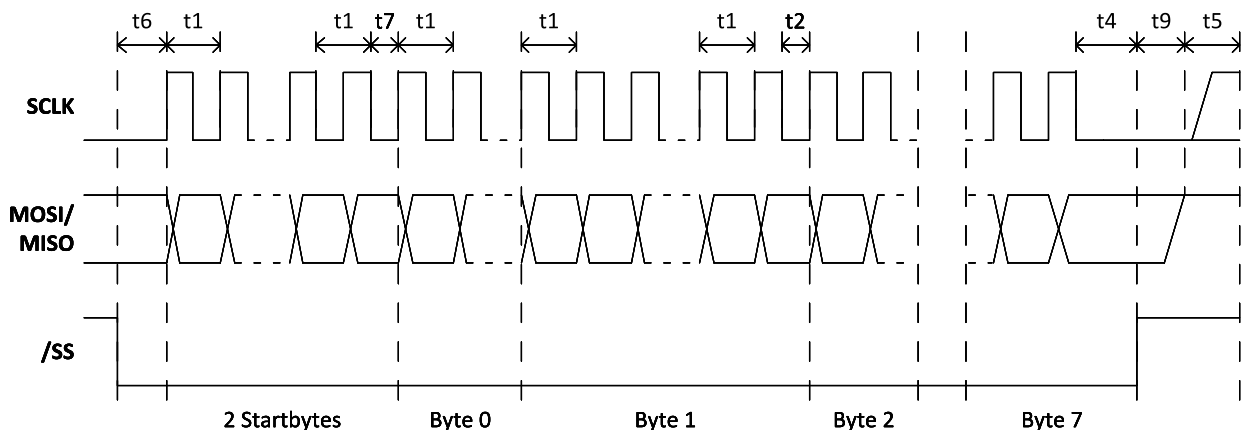 t6 t1 t1 t7 t1 t1 t1 t2 t4 t9 t5
SCLK
MOSI/
MISO
/SS
2 Startbytes Byte 0 Byte 1 Byte 2 Byte 7